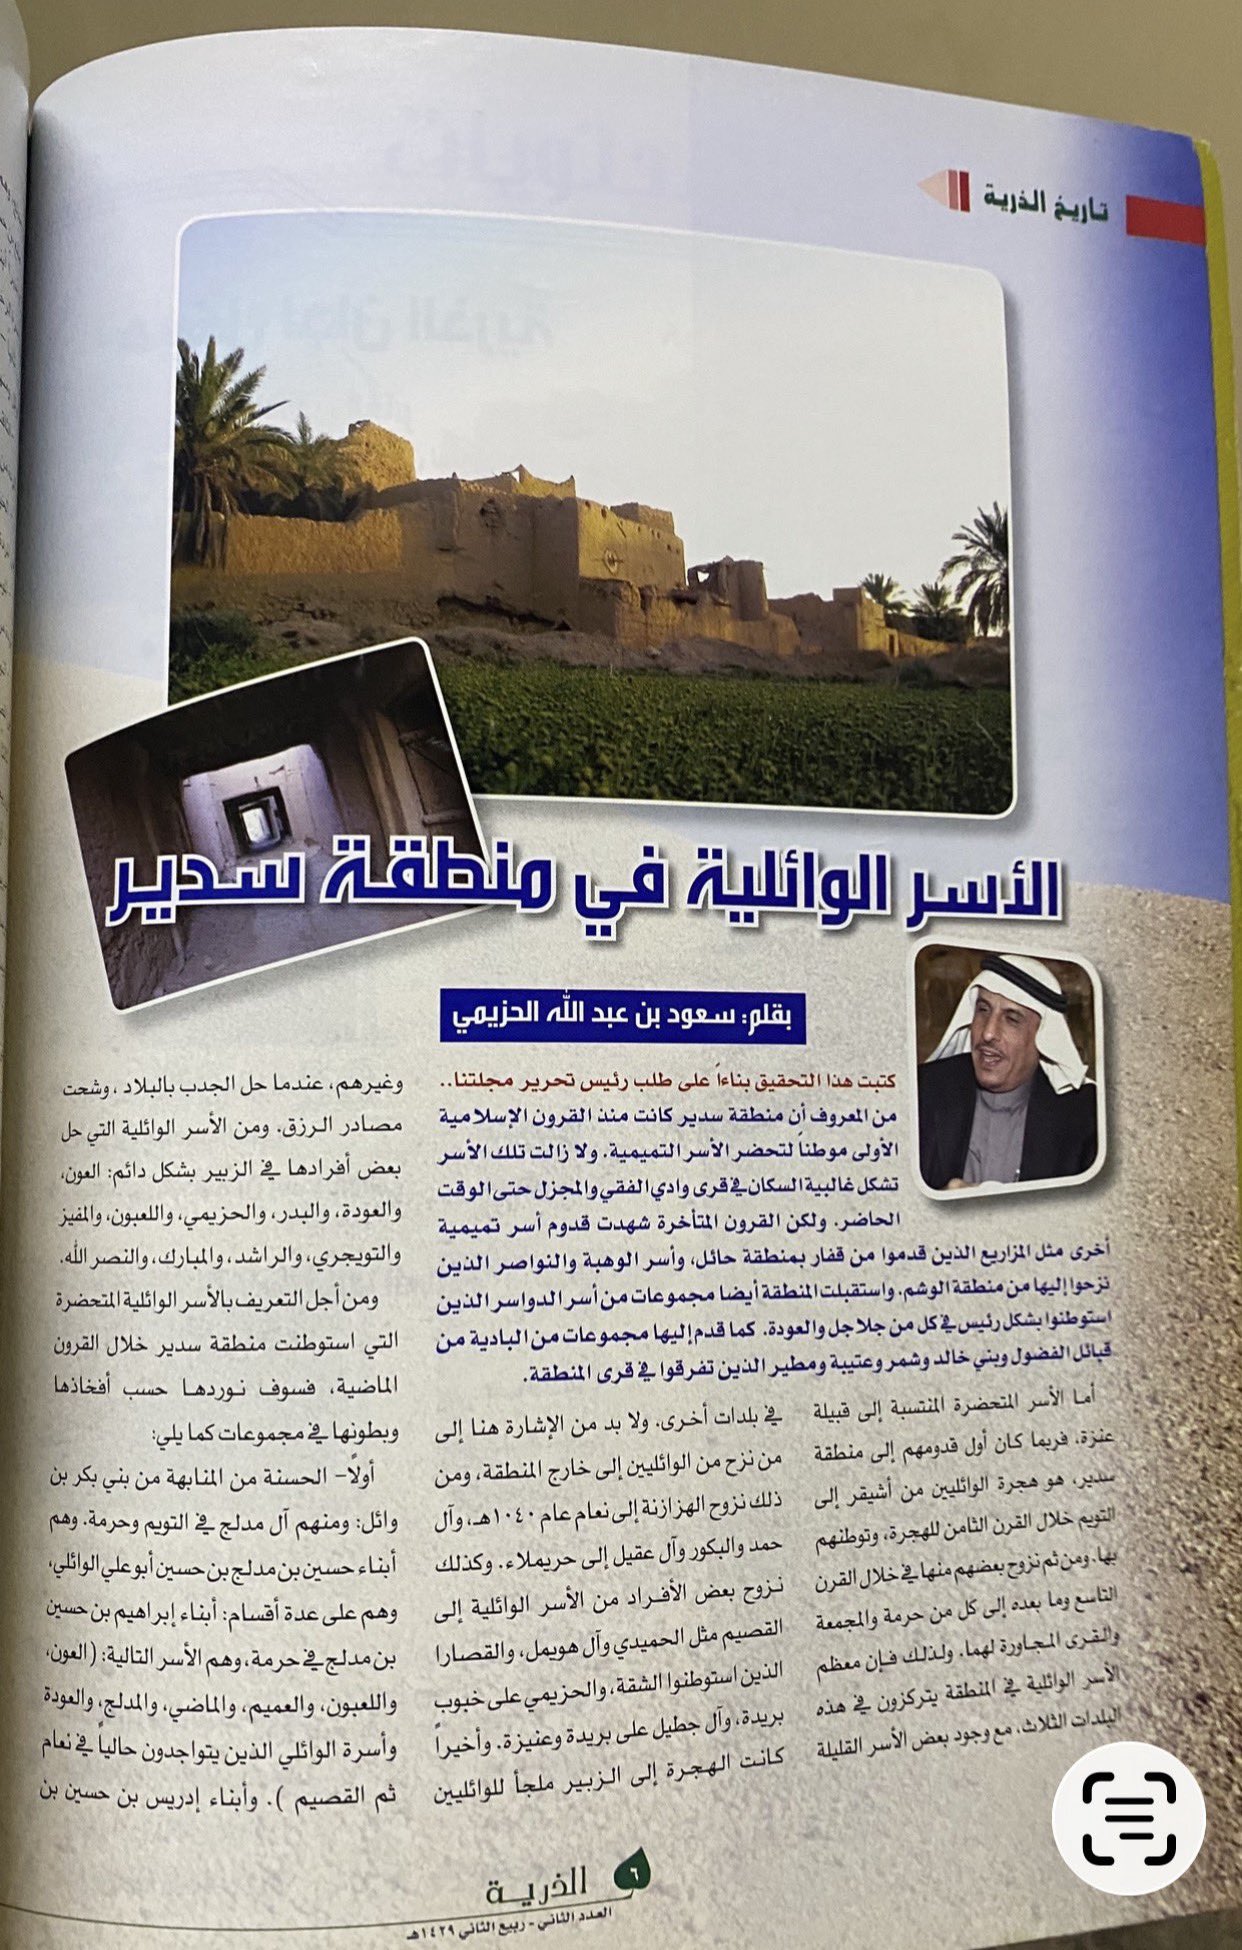 تاريخ الذرية
الأسر الوائلية في منطقة سدير
بقلم: سعود بن عبد الله الحزيمي
كتبت هذا التحقيق بناءاً على طلب رئيس تحرير مجلتنا..
من المعروف أن منطقة سدير كانت منذ القرون الإسلامية
الأولى موطناً لتحضر الأسر التميمية. ولا زالت تلك الأسر
تشكل غالبية السكان في قرى وادي الفقي والمجزل حتى الوقت
الحاضر. ولكن القرون المتأخرة شهدت قدوم أسر تميمية
أخرى مثل المزاريع الذين قدموا من قفار بمنطقة حائل، وأسر الوهبة والنواصر الذين
نزحوا إليها من منطقة الوشم. واستقبلت المنطقة أيضا مجموعات من أسر الدواسر الذين
استوطنوا بشكل رئيس في كل من جلاجل والعودة. كما قدم إليها مجموعات من البادية من
قبائل الفضول وبني خالد وشمر وعتيبة ومطير الذين تفرقوا في قرى المنطقة.
أما الأسر المتحضرة المنتسبة إلى قبيلة
عنزة، فربما كان أول قدومهم إلى منطقة
سدير، هو هجرة الوائليين من أشيقر إلى
التويم خلال القرن الثامن للهجرة، وتوطنهم
بها. ومن ثم نزوح بعضهم منها في خلال القرن
التاسع وما بعده إلى كل من حرمة والمجمعة
والقرى المجاورة لهما. ولذلك فإن معظم
الأسر الوائلية في المنطقة يتركزون في هذه
البلدات الثلاث، مع وجود بعض الأسر القليلة
في بلدات أخرى. ولا بد من الإشارة هنا إلى
من نزح من الوائليين إلى خارج المنطقة، ومن
ذلك نزوح الهزازنة إلى نعام عام ١٠٤٠هـ، وآل
حمد والبكور وآل عقيل إلى حريملاء. وكذلك
نزوح بعض الأفراد من الأسر الوائلية إلى
القصيم مثل الحميدي وآل هويمل، والقصارا
الذين استوطنوا الشقة، والحزيمي على خبوب
بريدة، وآل جطيل على بريدة وعنيزة. وأخيراً
كانت الهجرة إلى الزبير ملجأ للوائليين
وغيرهم، عندما حل الجدب بالبلاد، وشحت
مصادر الرزق. ومن الأسر الوائلية التي حل
بعض أفرادها في الزبير بشكل دائم: العون،
والعودة، والبدر، والحزيمي، واللعبون، والمفيز
والتويجري، والراشد، والمبارك، والنصر الله.
ومن أجل التعريف بالأسر الوائلية المتحضرة
التي استوطنت منطقة سدير خلال القرون
الماضية، فسوف نوردها حسب أفخاذها
وبطونها في مجموعات كما يلي:
أولاً- الحسنة من المنابهة من بني بكر بن
وائل: ومنهم آل مدلج في التويم وحرمة. وهم
أبناء حسين بن مدلج بن حسين أبو علي الوائلي،
وهم على عدة أقسام: أبناء إبراهيم بن حسين
بن مدلج في حرمة، وهم الأسر التالية: (العون،
واللعبون، والعميم، والماضي، والمدلج، والعودة
وأسرة الوائلي الذين يتواجدون حالياً في نعام
ثم القصيم ). وأبناء إدريس بن حسين بن
٦
الذرية
العدد الثاني - ربيع الثاني ١٤٢٩هـ